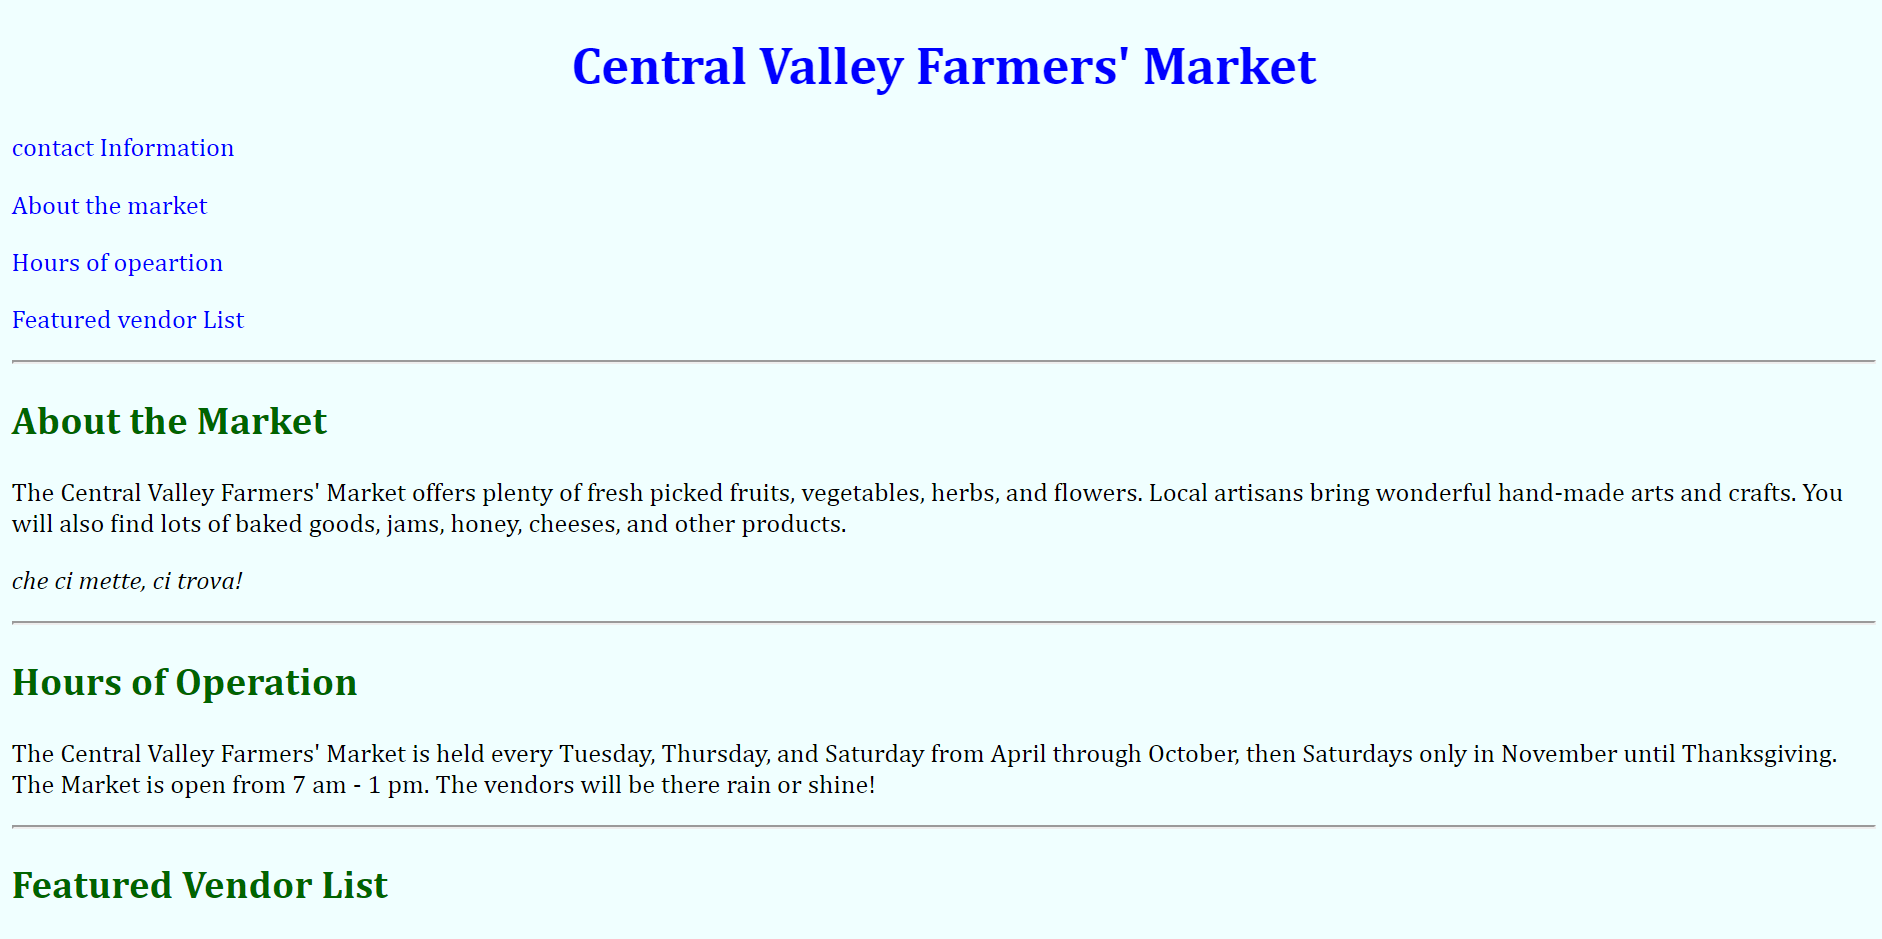 Central Valley Farmers' Market
contact Information
About the market
Hours of opeartion
Featured vendor List
About the Market
The Central Valley Farmers' Market offers plenty of fresh picked fruits, vegetables, herbs, and flowers. Local artisans bring wonderful hand-made arts and crafts. You
will also find lots of baked goods, jams, honey, cheeses, and other products.
che ci mette, ci trova!
Hours of Operation
The Central Valley Farmers' Market is held every Tuesday, Thursday, and Saturday from April through October, then Saturdays only in November until Thanksgiving.
The Market is open from 7 am - 1 pm. The vendors will be there rain or shine!
Featured Vendor List